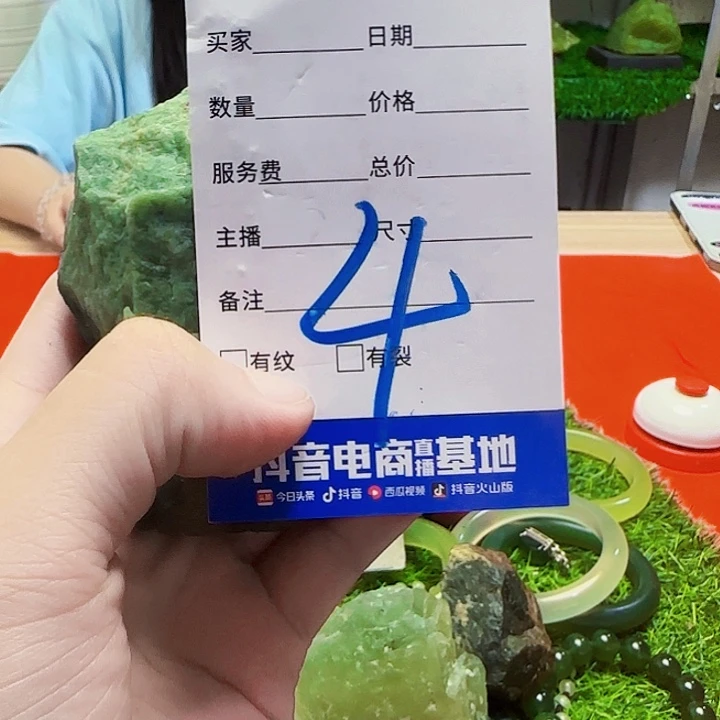 买家 日期
数量 价格
服务费 总价
主播 尺寸
备注
4
有纹 有裂
抖音电商直播基地
头条 今日头条 抖音 西瓜视频 抖音火山版